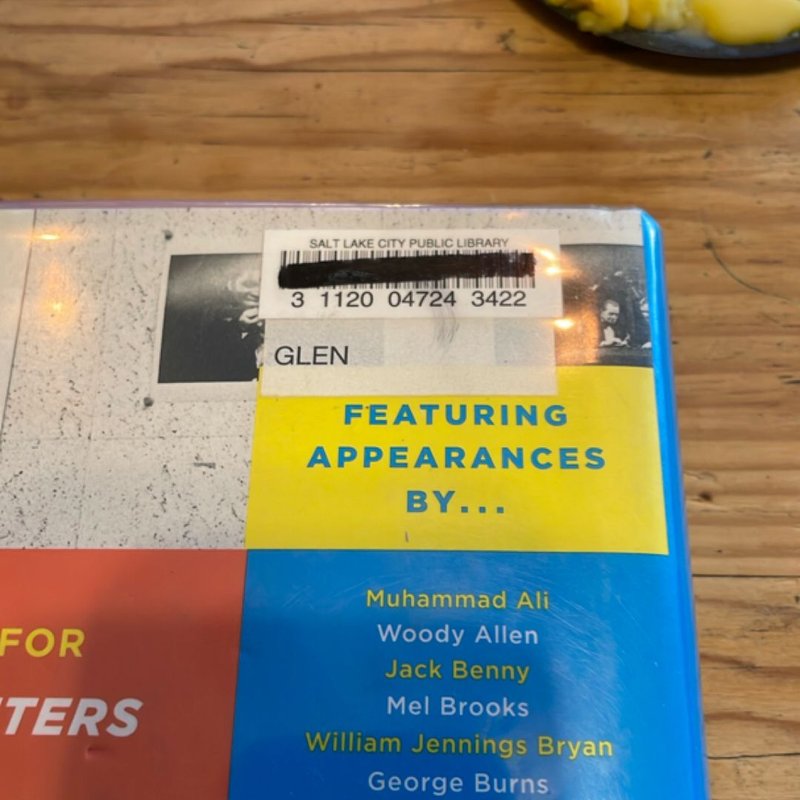 SALT LAKE CITY PUBLIC LIBRARY
3 1120 04724 3422
GLEN
FEATURING
APPEARANCES
BY...
Muhammad Ali
Woody Allen
Jack Benny
Mel Brooks
William Jennings Bryan
George Burns
FOR
TERS